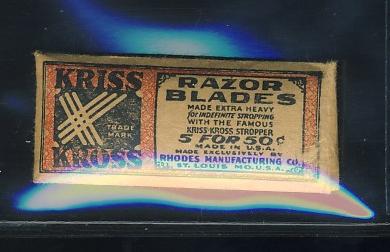 KRISS
TRADE
MARK
KROSS
RAZOR
BLADES
MADE EXTRA HEAVY
for INDEFINITE STROPPING
WITH THE FAMOUS
KRISS-KROSS STROPPER
5 FOR 50¢
MADE IN U.S.A.
MADE EXCLUSIVELY BY
RHODES MANUFACTURING CO.
ST. LOUIS MO. U.S.A.